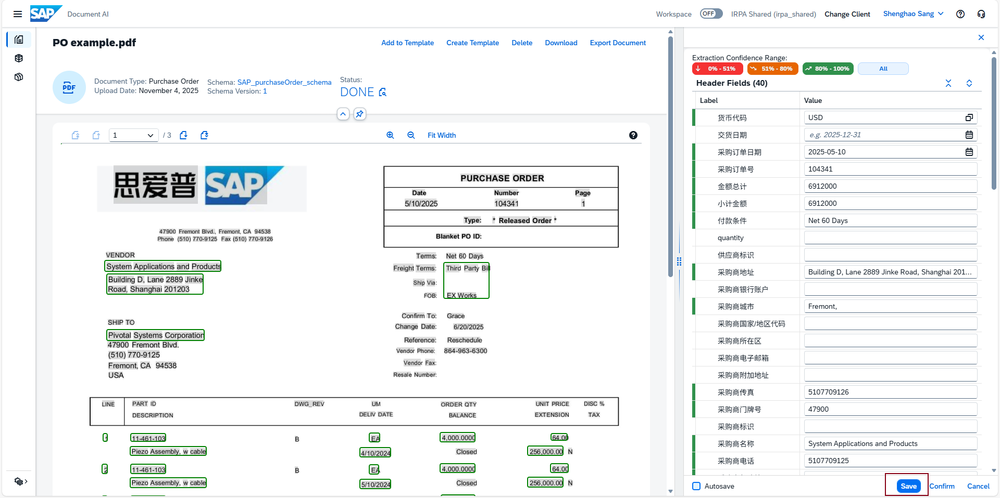 SAP Document AI
Workspace OFF IRPA Shared (irpa_shared) Change Client Shenghao Sang
PO example.pdf
Add to Template Create Template Delete Download Export Document
PDF
Document Type: Purchase Order
Upload Date: November 4, 2025
Schema: SAP_purchaseOrder_schema
Schema Version: 1
Status:
DONE
1 / 3
Fit Width
思爱普 SAP
47900 Fremont Blvd., Fremont, CA 94538
Phone (510) 770-9125 Fax (510) 770-9126
PURCHASE ORDER
Date Number Page
5/10/2025 104341 1
Type: * Released Order *
Blanket PO ID:
VENDOR
System Applications and Products
Building D, Lane 2889 Jinke
Road, Shanghai 201203
Terms: Net 60 Days
Freight Terms: Third Party Bill
Ship Via:
FOB: EX Works
SHIP TO
Pivotal Systems Corporation
47900 Fremont Blvd.
(510) 770-9125
Fremont, CA 94538
USA
Confirm To: Grace
Change Date: 6/20/2025
Reference: Reschedule
Vendor Phone: 864-963-6300
Vendor Fax:
Resale Number:
LINE PART ID DWG_REV UM ORDER QTY UNIT PRICE DISC %
DESCRIPTION DELIV DATE BALANCE EXTENSION TAX
1 11-461-103 B EA 4,000.0000 64.00
Piezo Assembly, w cable 4/10/2024 Closed 256,000.00 N
2 11-461-103 B EA 4,000.0000 64.00
Piezo Assembly, w cable 5/10/2024 Closed 256,000.00 N
Extraction Confidence Range:
0% - 51% 51% - 80% 80% - 100% All
Header Fields (40)
Label Value
货币代码 USD
交货日期 e.g. 2025-12-31
采购订单日期 2025-05-10
采购订单号 104341
金额总计 6912000
小计金额 6912000
付款条件 Net 60 Days
quantity
供应商标识
采购商地址 Building D, Lane 2889 Jinke Road, Shanghai 201...
采购商银行账户
采购商城市 Fremont,
采购商国家/地区代码
采购商所在区
采购商电子邮箱
采购商附加地址
采购商传真 5107709126
采购商门牌号 47900
采购商标识
采购商名称 System Applications and Products
采购商电话 5107709125
Autosave Save Confirm Cancel